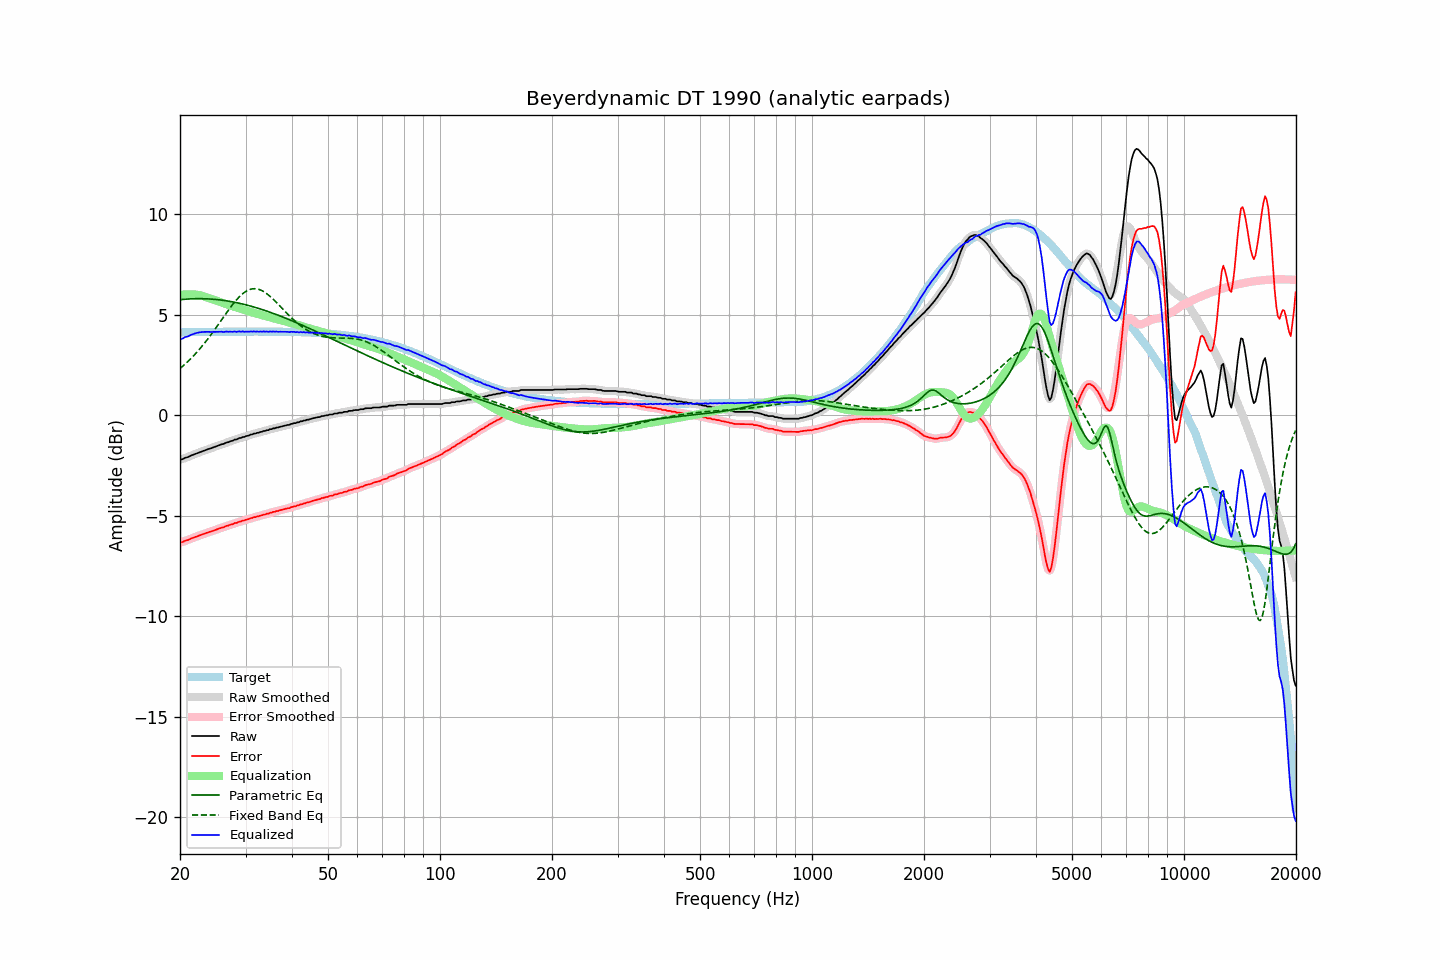 Beyerdynamic DT 1990 (analytic earpads)
Amplitude (dBr)
10
5
0
−5
−10
−15
−20
Target
Raw Smoothed
Error Smoothed
Raw
Error
Equalization
Parametric Eq
Fixed Band Eq
Equalized
20 50 100 200 500 1000 2000 5000 10000 20000
Frequency (Hz)